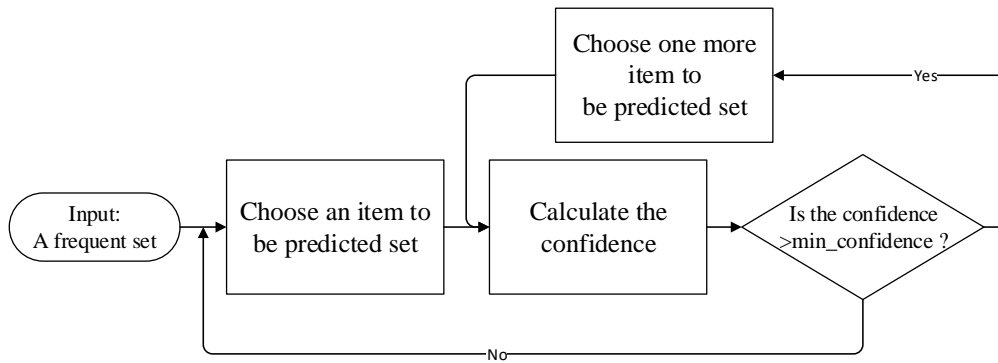 Choose one more
item to
be predicted set
Yes
Input:
A frequent set
Choose an item to
be predicted set
Calculate the
confidence
Is the confidence
>min_confidence ?
No